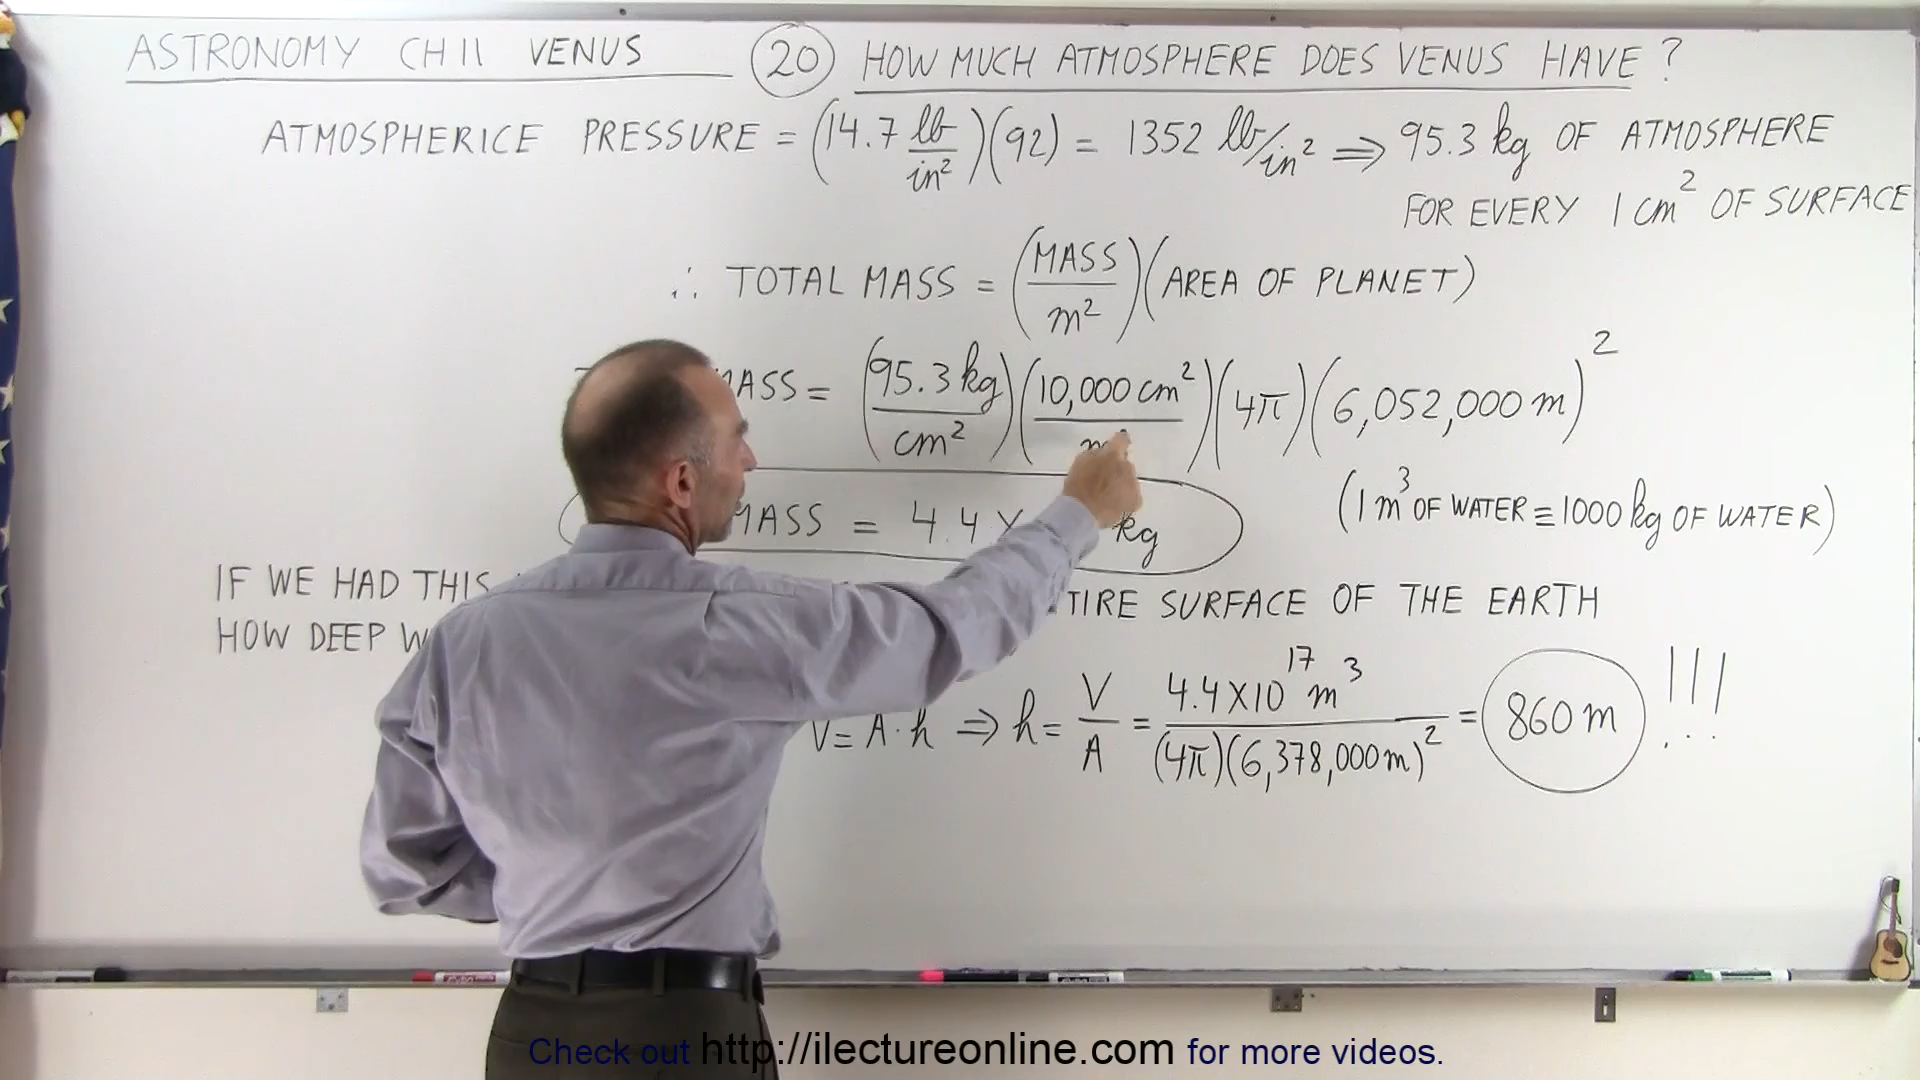 ASTRONOMY CH 11 VENUS 20 HOW MUCH ATMOSPHERE DOES VENUS HAVE ?
ATMOSPHERICE PRESSURE = (14.7 lb/in²)(92) = 1352 lb/in² ⇒ 95.3 kg OF ATMOSPHERE
FOR EVERY 1 cm² OF SURFACE
∴ TOTAL MASS = (MASS/m²)(AREA OF PLANET)
MASS = (95.3 kg/cm²)(10,000 cm²/m²)(4π)(6,052,000 m)²
(1 m³ OF WATER ≡ 1000 kg OF WATER)
MASS = 4.4 X kg
IF WE HAD THIS SURFACE OF THE EARTH
HOW DEEP
V = A · h ⇒ h = V/A = 4.4 X 10¹⁷ m³/(4π)(6,378,000 m)² = 860 m !!!
Check out http://ilectureonline.com for more videos.